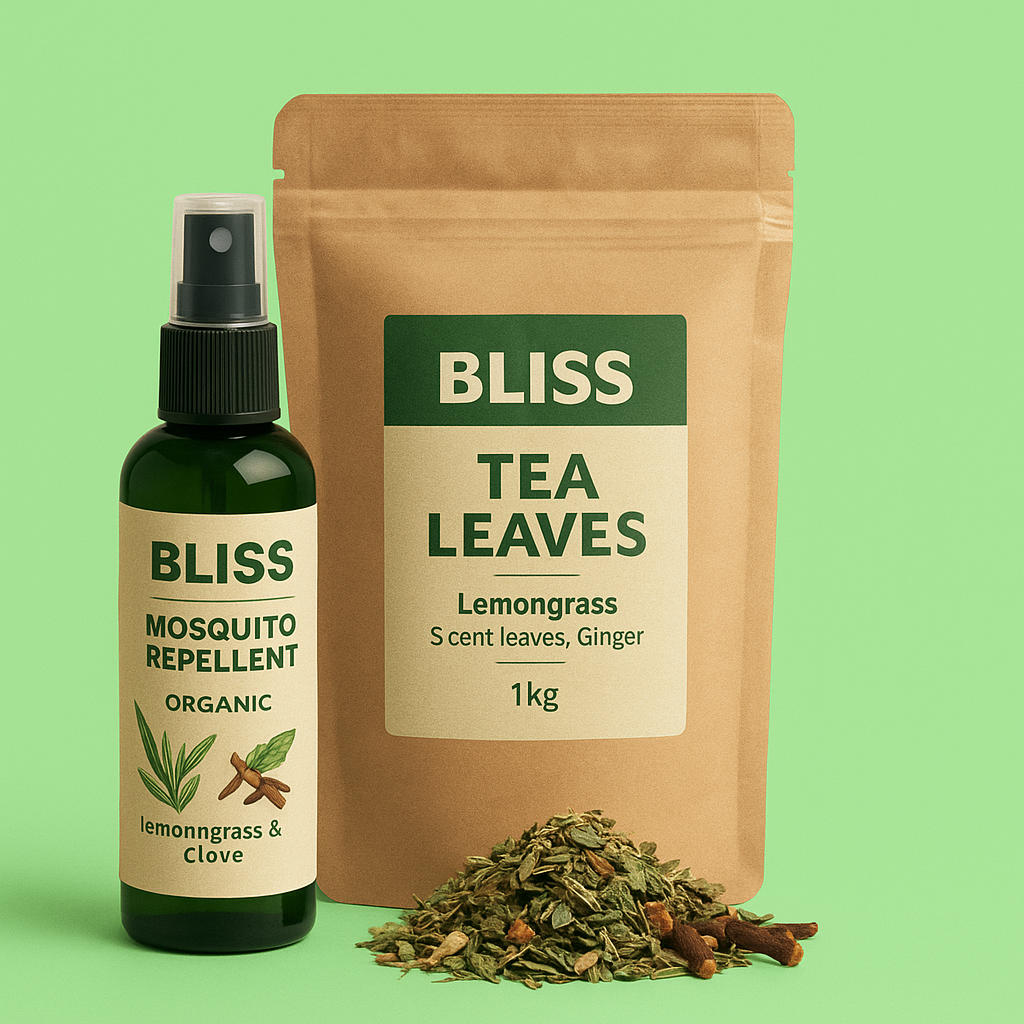 BLISS
MOSQUITO
REPELLENT
ORGANIC
lemonngrass &
Clove
BLISS
TEA
LEAVES
Lemongrass
S cent leaves, Ginger
1kg